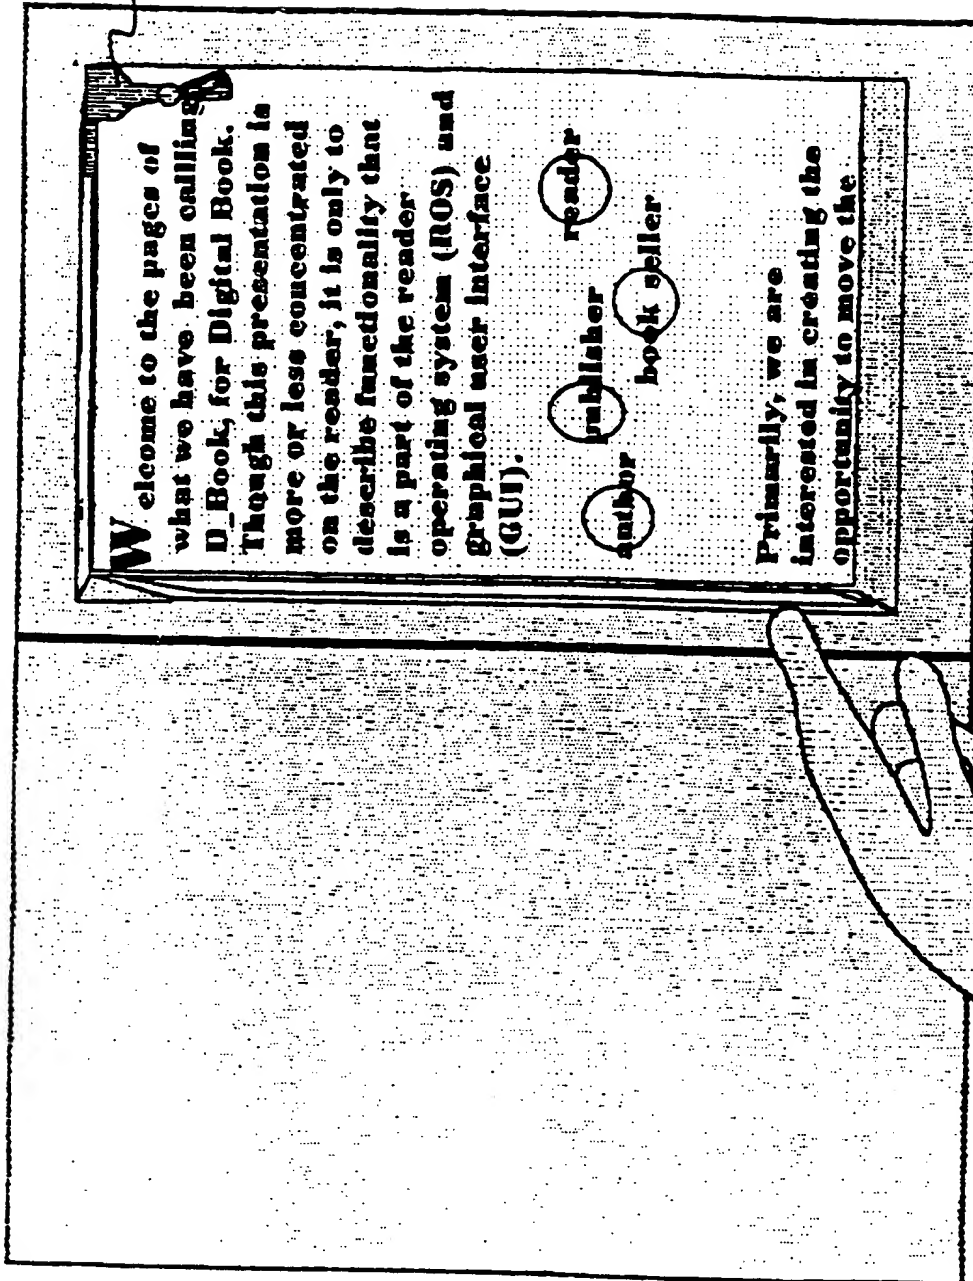 Welcome to the pages of
what we have been callling
D_Book, for Digital Book.
Though this presentation is
more or less concentrated
on the reader, it is only to
describe functionality that
is a part of the reader
operating system (ROS) and
graphical user interface
(GUI).
author
publisher
book seller
reader
Primarily, we are
interested in creating the
opportunity to move the